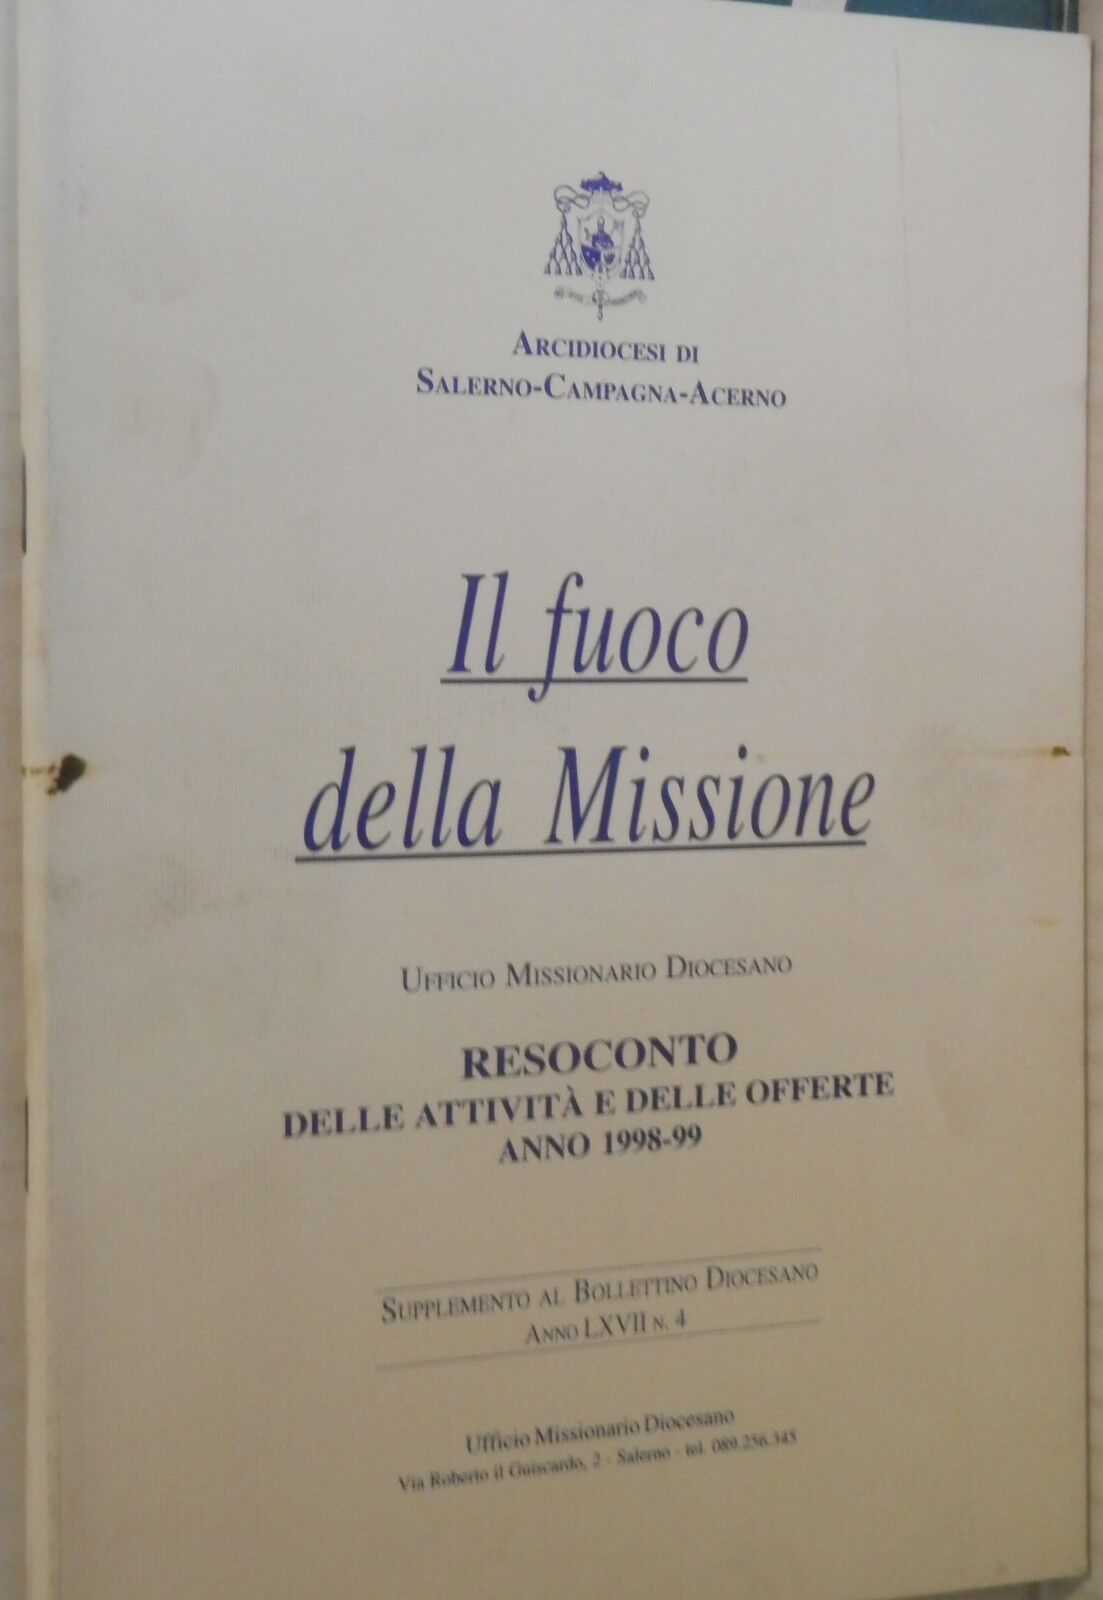 ARCIDIOCESI DI
SALERNO-CAMPAGNA-ACERNO
Il fuoco
della Missione
UFFICIO MISSIONARIO DIOCESANO
RESOCONTO
DELLE ATTIVITÀ E DELLE OFFERTE
ANNO 1998-99
SUPPLEMENTO AL BOLLETTINO DIOCESANO
ANNO LXVII N. 4
Ufficio Missionario Diocesano
Via Roberto il Guiscardo, 2 - Salerno - tel. 089.256.345